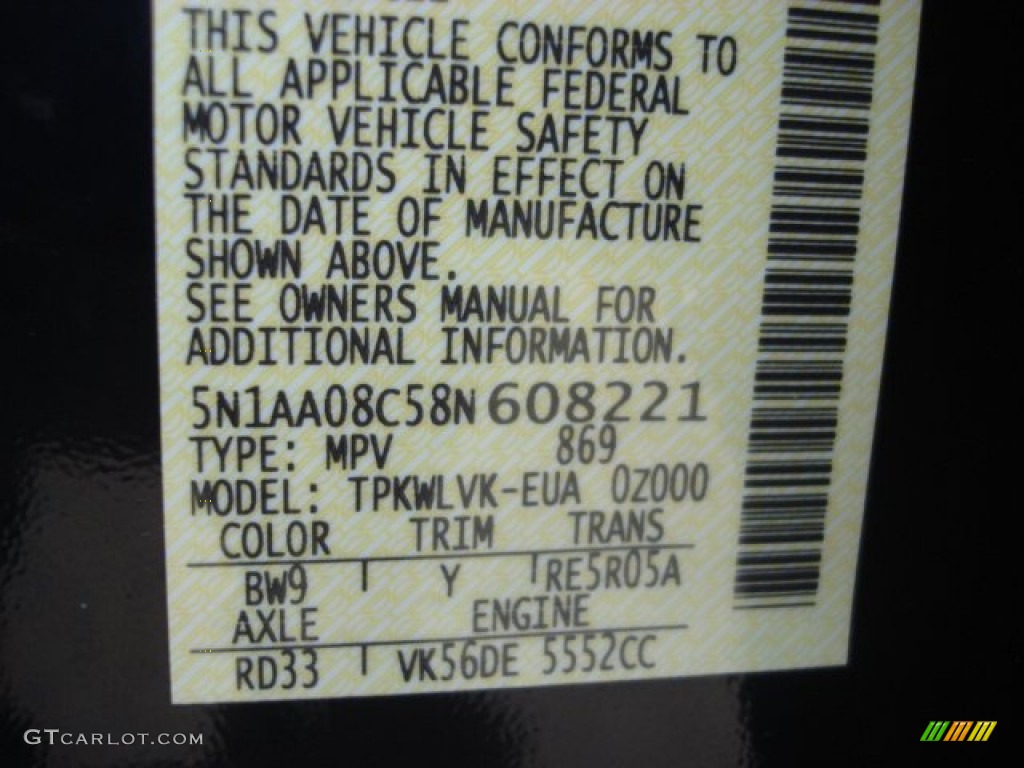 THIS VEHICLE CONFORMS TO
ALL APPLICABLE FEDERAL
MOTOR VEHICLE SAFETY
STANDARDS IN EFFECT ON
THE DATE OF MANUFACTURE
SHOWN ABOVE.
SEE OWNERS MANUAL FOR
ADDITIONAL INFORMATION.
5N1AA08C58N608221
TYPE: MPV 869
MODEL: TPKWLVK-EUA 0Z000
COLOR TRIM TRANS
BW9 Y RE5R05A
AXLE ENGINE
RD33 VK56DE 5552CC
GTCARLOT.COM